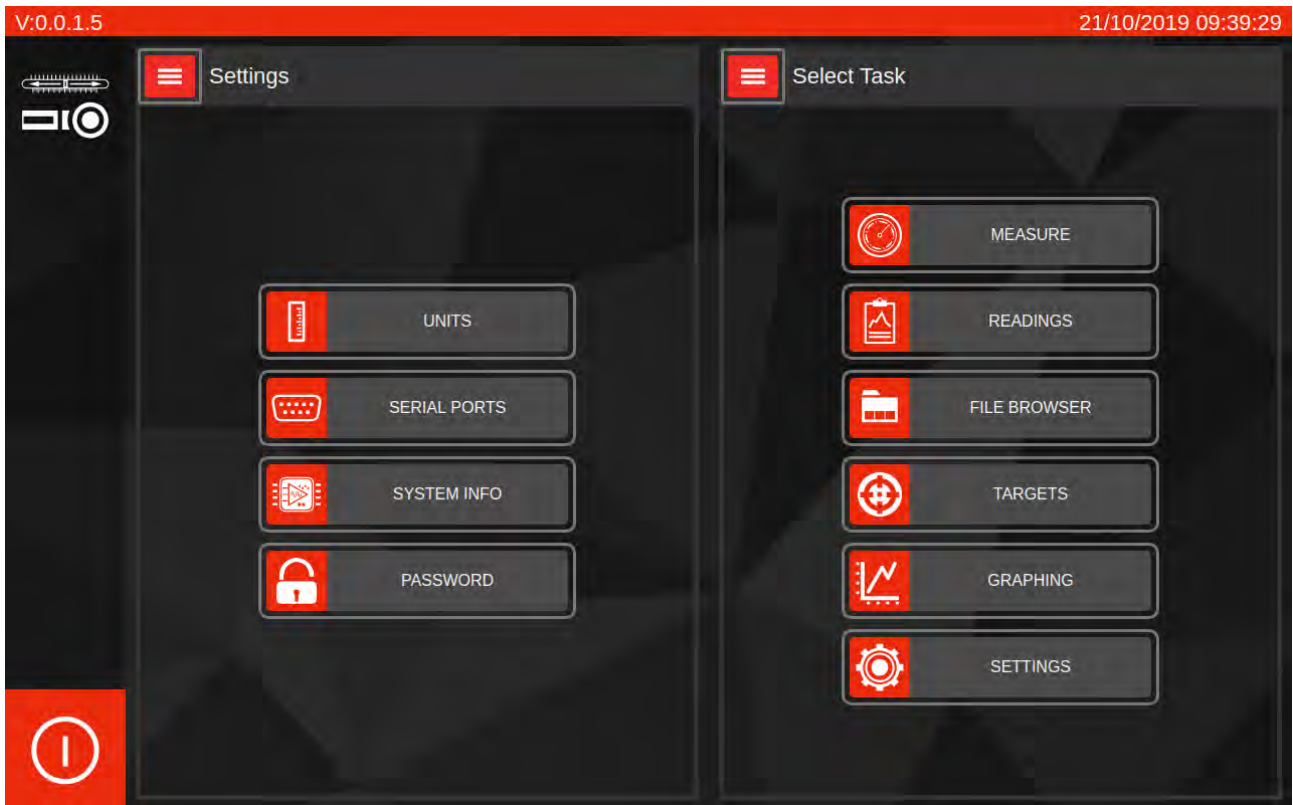 V:0.0.1.5
21/10/2019 09:39:29
Settings
UNITS
SERIAL PORTS
SYSTEM INFO
PASSWORD
Select Task
MEASURE
READINGS
FILE BROWSER
TARGETS
GRAPHING
SETTINGS